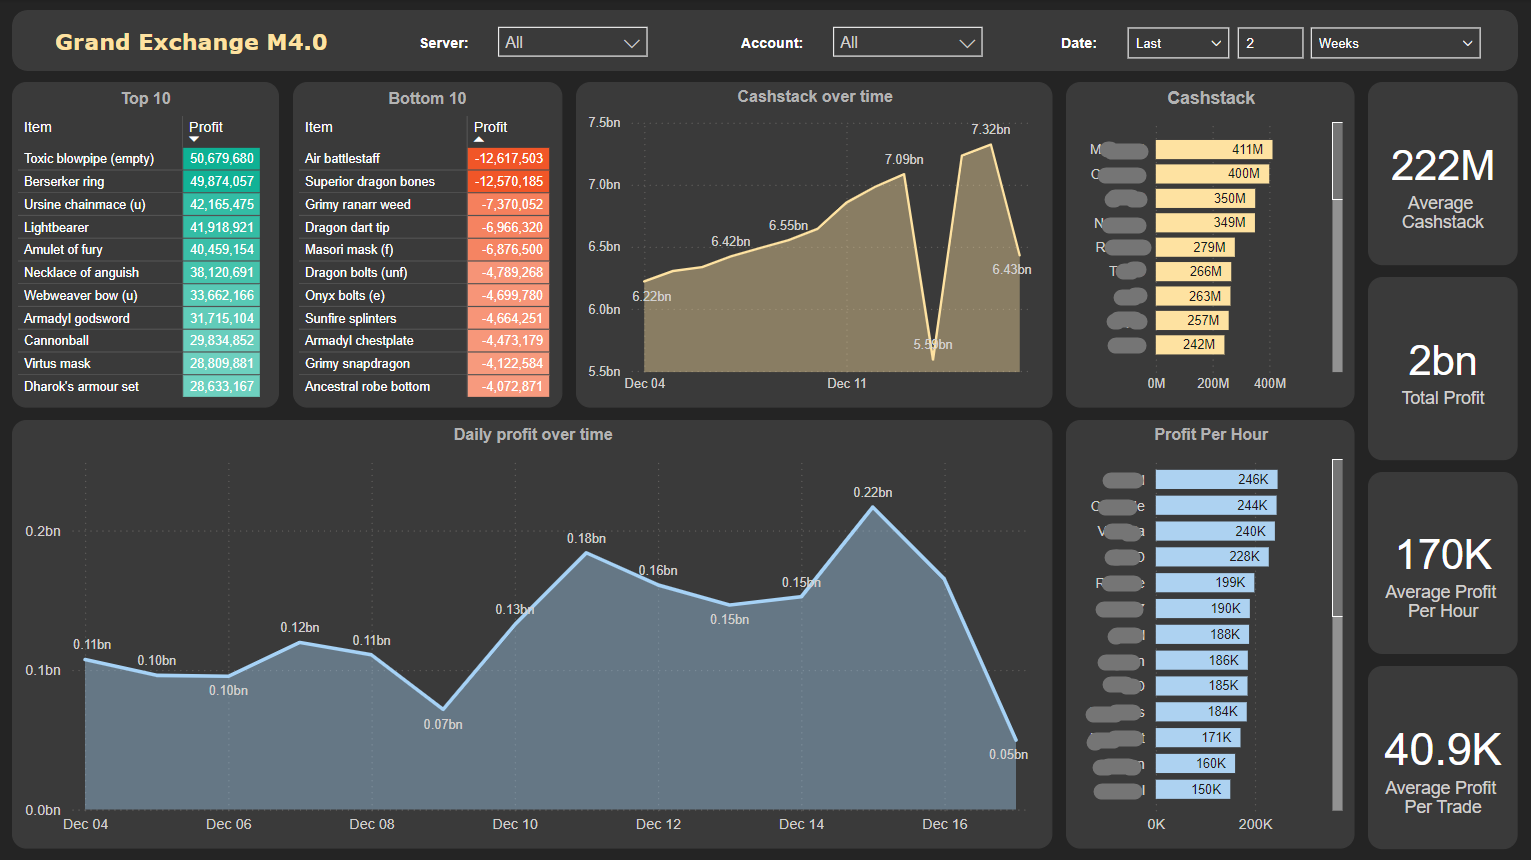 Grand Exchange M4.0
Server: All
Account: All
Date: Last 2 Weeks
Top 10
Item Profit
Toxic blowpipe (empty) 50,679,680
Berserker ring 49,874,057
Ursine chainmace (u) 42,165,475
Lightbearer 41,918,921
Amulet of fury 40,459,154
Necklace of anguish 38,120,691
Webweaver bow (u) 33,662,166
Armadyl godsword 31,715,104
Cannonball 29,834,852
Virtus mask 28,809,881
Dharok's armour set 28,633,167
Bottom 10
Item Profit
Air battlestaff -12,617,503
Superior dragon bones -12,570,185
Grimy ranarr weed -7,370,052
Dragon dart tip -6,966,320
Masori mask (f) -6,876,500
Dragon bolts (unf) -4,789,268
Onyx bolts (e) -4,699,780
Sunfire splinters -4,664,251
Armadyl chestplate -4,473,179
Grimy snapdragon -4,122,584
Ancestral robe bottom -4,072,871
Cashstack over time
7.5bn
7.0bn
6.5bn
6.0bn
5.5bn
6.22bn
6.42bn
6.55bn
7.09bn
5.59bn
7.32bn
6.43bn
Dec 04
Dec 11
Cashstack
M 411M
C 400M
350M
N 349M
R 279M
T 266M
263M
257M
242M
0M 200M 400M
222M
Average
Cashstack
2bn
Total Profit
170K
Average Profit
Per Hour
40.9K
Average Profit
Per Trade
Daily profit over time
0.2bn
0.1bn
0.0bn
0.11bn
0.10bn
0.10bn
0.12bn
0.11bn
0.07bn
0.13bn
0.18bn
0.16bn
0.15bn
0.15bn
0.22bn
0.05bn
Dec 04 Dec 06 Dec 08 Dec 10 Dec 12 Dec 14 Dec 16
Profit Per Hour
246K
244K
240K
228K
199K
190K
188K
186K
185K
184K
171K
160K
150K
0K 200K